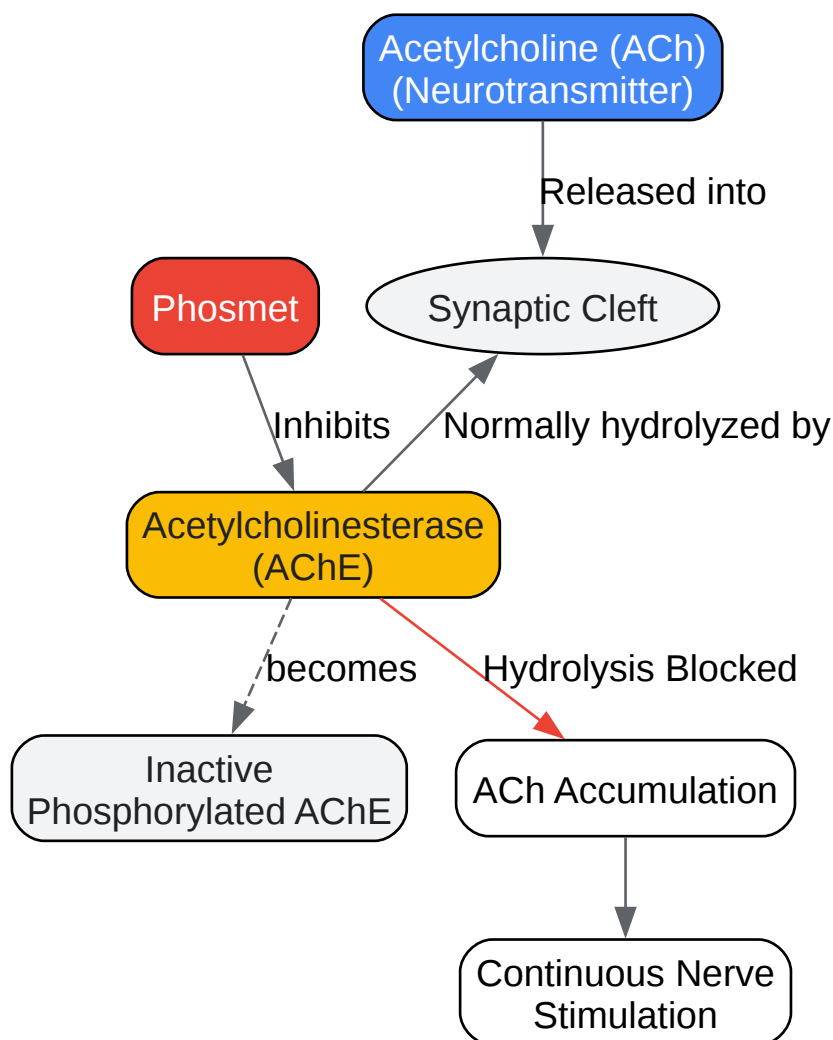 Acetylcholine (ACh)
(Neurotransmitter)
Released into
Phosmet
Synaptic Cleft
Inhibits
Normally hydrolyzed by
Acetylcholinesterase
(AChE)
becomes
Hydrolysis Blocked
Inactive
Phosphorylated AChE
ACh Accumulation
Continuous Nerve
Stimulation